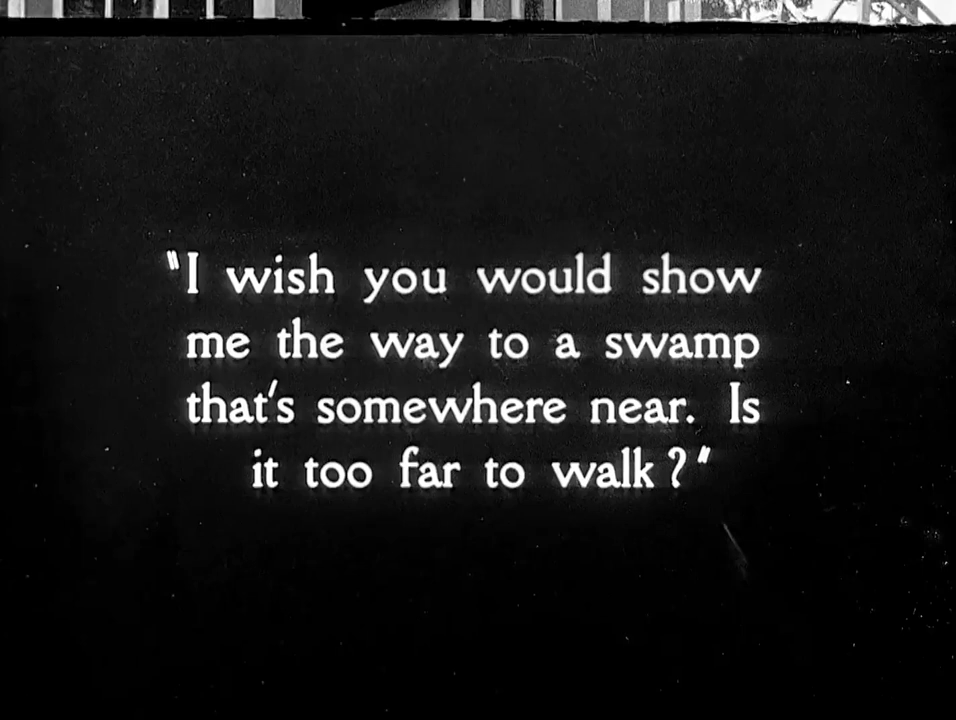 "I wish you would show
me the way to a swamp
that's somewhere near. Is
it too far to walk?"